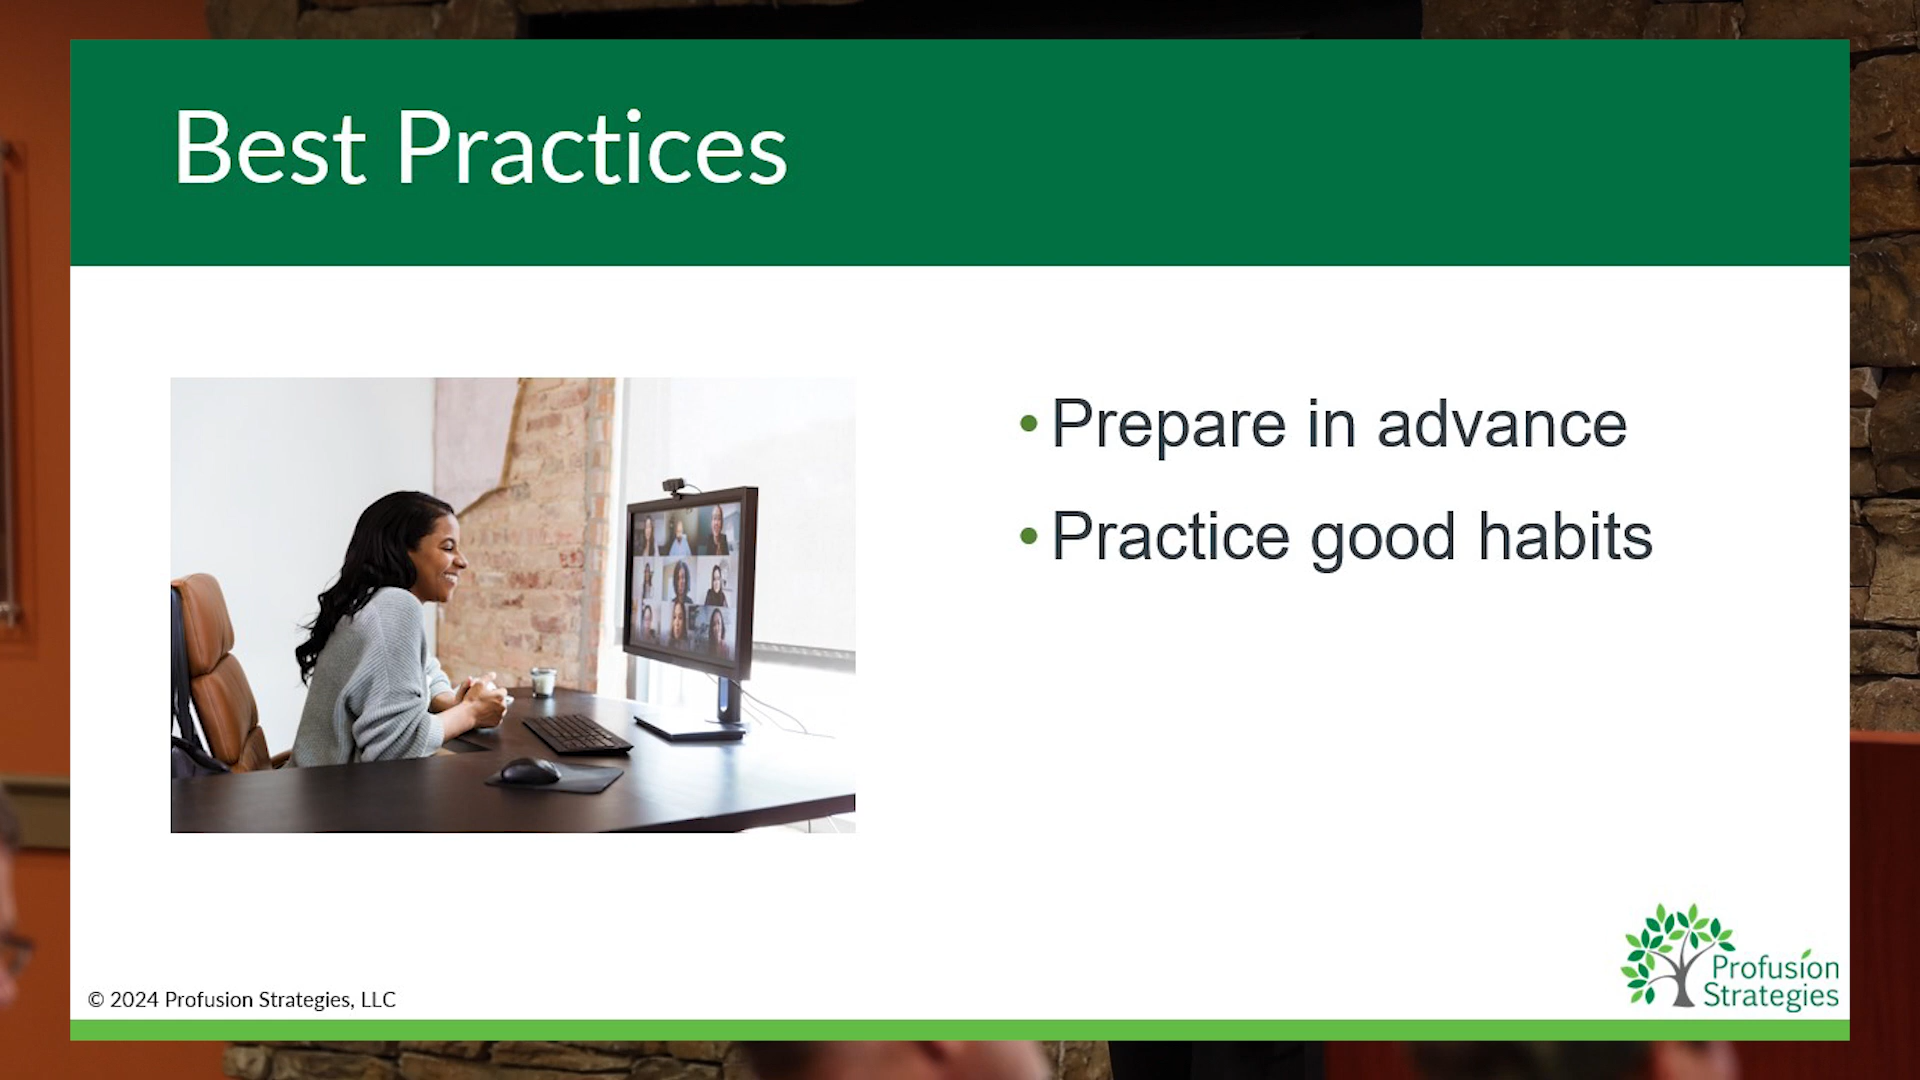 Best Practices
• Prepare in advance
• Practice good habits
Profusion
Strategies
© 2024 Profusion Strategies, LLC